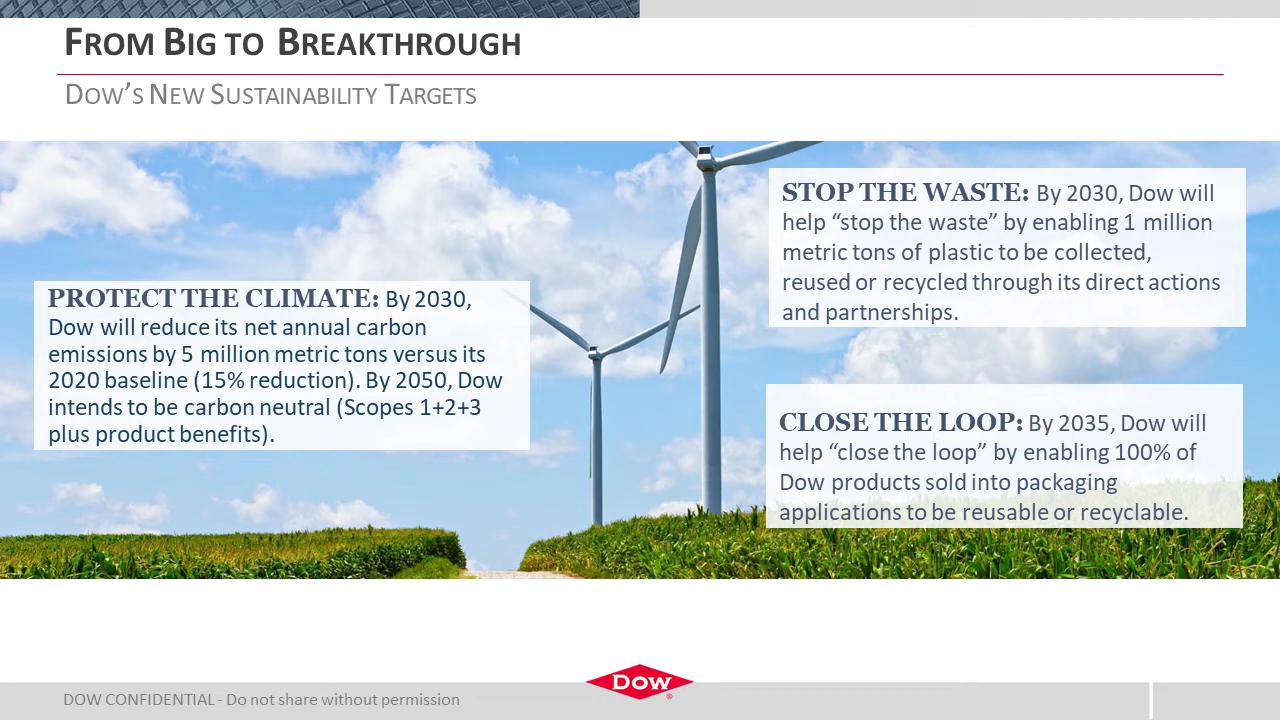 FROM BIG TO BREAKTHROUGH
DOW’S NEW SUSTAINABILITY TARGETS
PROTECT THE CLIMATE: By 2030,
Dow will reduce its net annual carbon
emissions by 5 million metric tons versus its
2020 baseline (15% reduction). By 2050, Dow
intends to be carbon neutral (Scopes 1+2+3
plus product benefits).
STOP THE WASTE: By 2030, Dow will
help “stop the waste” by enabling 1 million
metric tons of plastic to be collected,
reused or recycled through its direct actions
and partnerships.
CLOSE THE LOOP: By 2035, Dow will
help “close the loop” by enabling 100% of
Dow products sold into packaging
applications to be reusable or recyclable.
DOW CONFIDENTIAL - Do not share without permission
Dow®